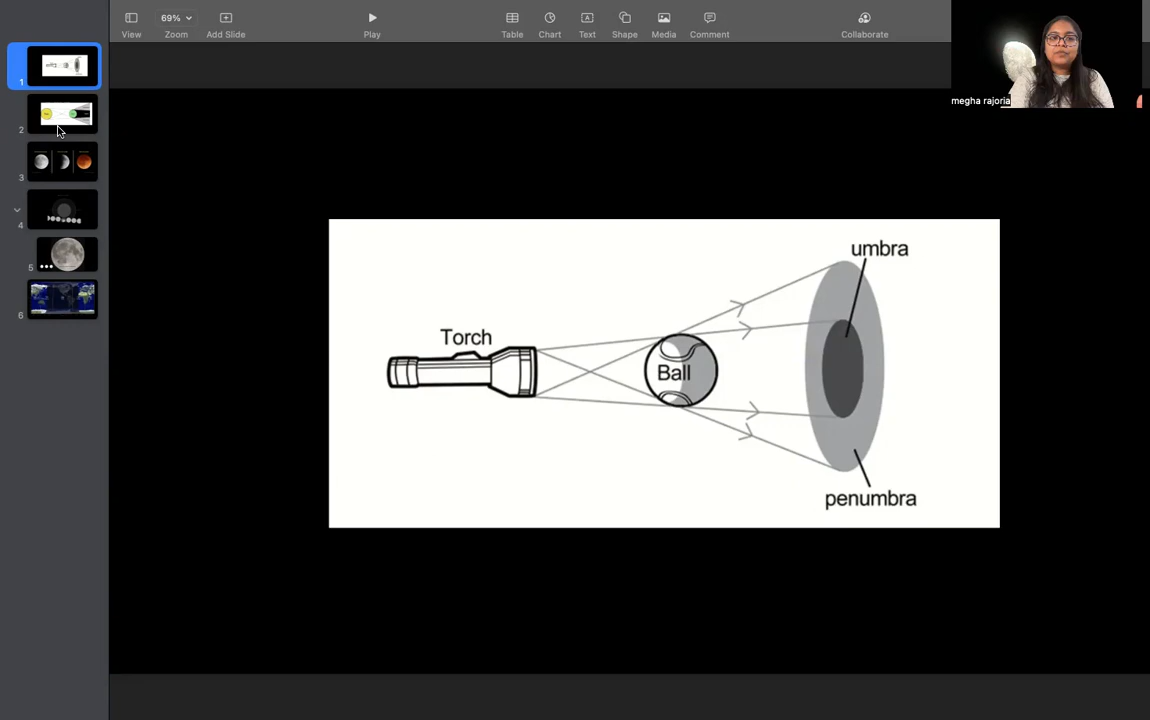 View
69%
Zoom
Add Slide
Play
Table
Chart
Text
Shape
Media
Comment
Collaborate
megha rajoria
1
2
3
4
5
6
umbra
Torch
Ball
penumbra